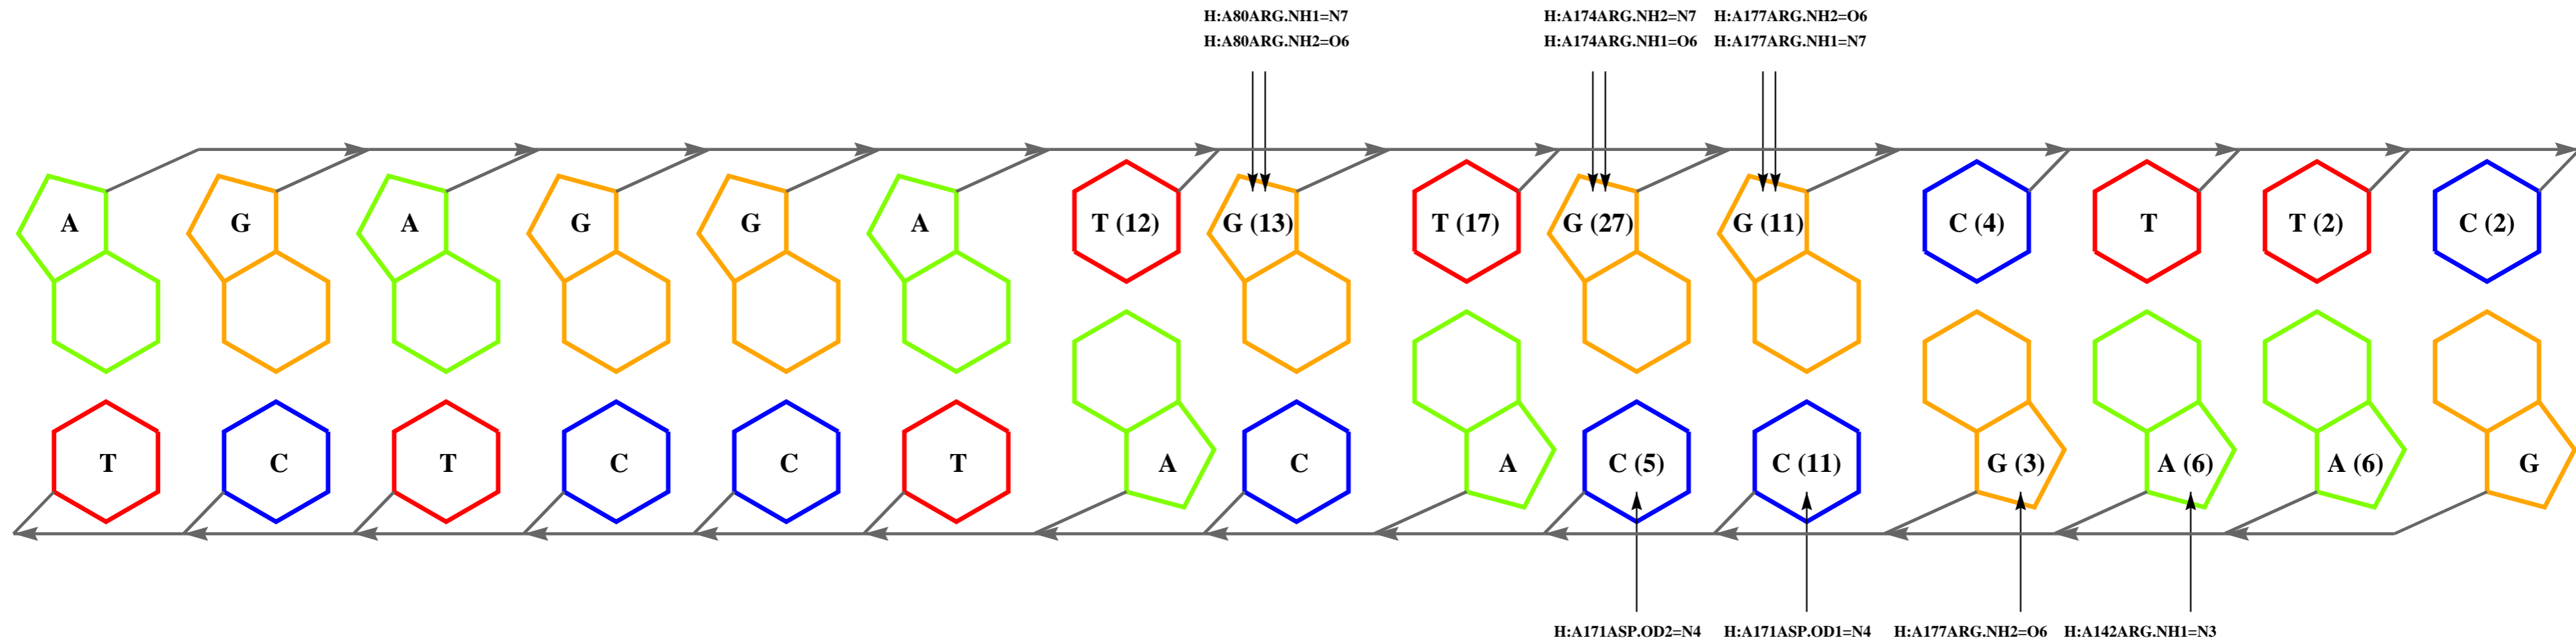 H:A80ARG.NH1=N7 H:A174ARG.NH2=N7 H:A177ARG.NH2=O6
H:A80ARG.NH2=O6 H:A174ARG.NH1=O6 H:A177ARG.NH1=N7
A G A G G A T (12) G (13) T (17) G (27) G (11) C (4) T T (2) C (2)
T C T C C T A C A C (5) C (11) G (3) A (6) A (6) G
H:A171ASP.OD2=N4 H:A171ASP.OD1=N4 H:A177ARG.NH2=O6 H:A142ARG.NH1=N3